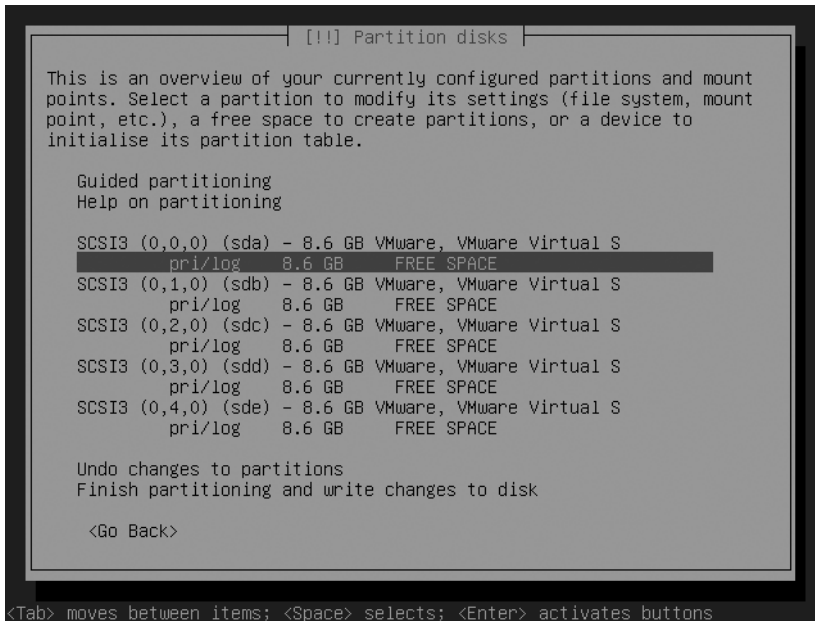 [!!] Partition disks
This is an overview of your currently configured partitions and mount
points. Select a partition to modify its settings (file system, mount
point, etc.), a free space to create partitions, or a device to
initialise its partition table.
Guided partitioning
Help on partitioning
SCSI3 (0,0,0) (sda) - 8.6 GB VMware, VMware Virtual S
pri/log 8.6 GB FREE SPACE
SCSI3 (0,1,0) (sdb) - 8.6 GB VMware, VMware Virtual S
pri/log 8.6 GB FREE SPACE
SCSI3 (0,2,0) (sdc) - 8.6 GB VMware, VMware Virtual S
pri/log 8.6 GB FREE SPACE
SCSI3 (0,3,0) (sdd) - 8.6 GB VMware, VMware Virtual S
pri/log 8.6 GB FREE SPACE
SCSI3 (0,4,0) (sde) - 8.6 GB VMware, VMware Virtual S
pri/log 8.6 GB FREE SPACE
Undo changes to partitions
Finish partitioning and write changes to disk
<Go Back>
<Tab> moves between items; <Space> selects; <Enter> activates buttons